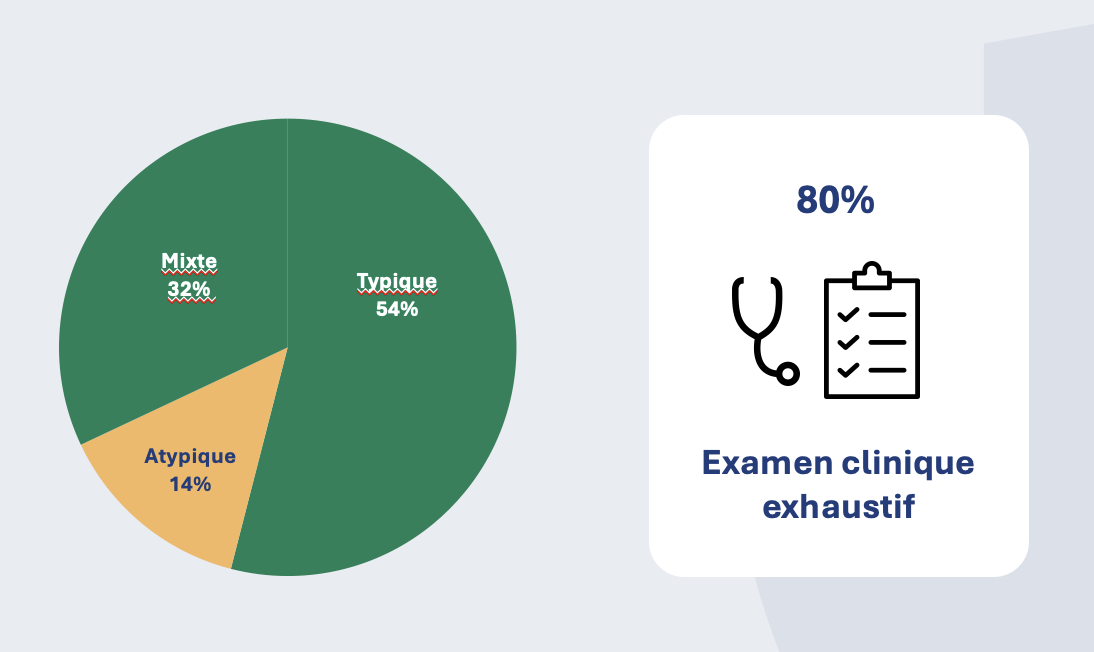 Mixte
32%
Typique
54%
Atypique
14%
80%
Examen clinique
exhaustif